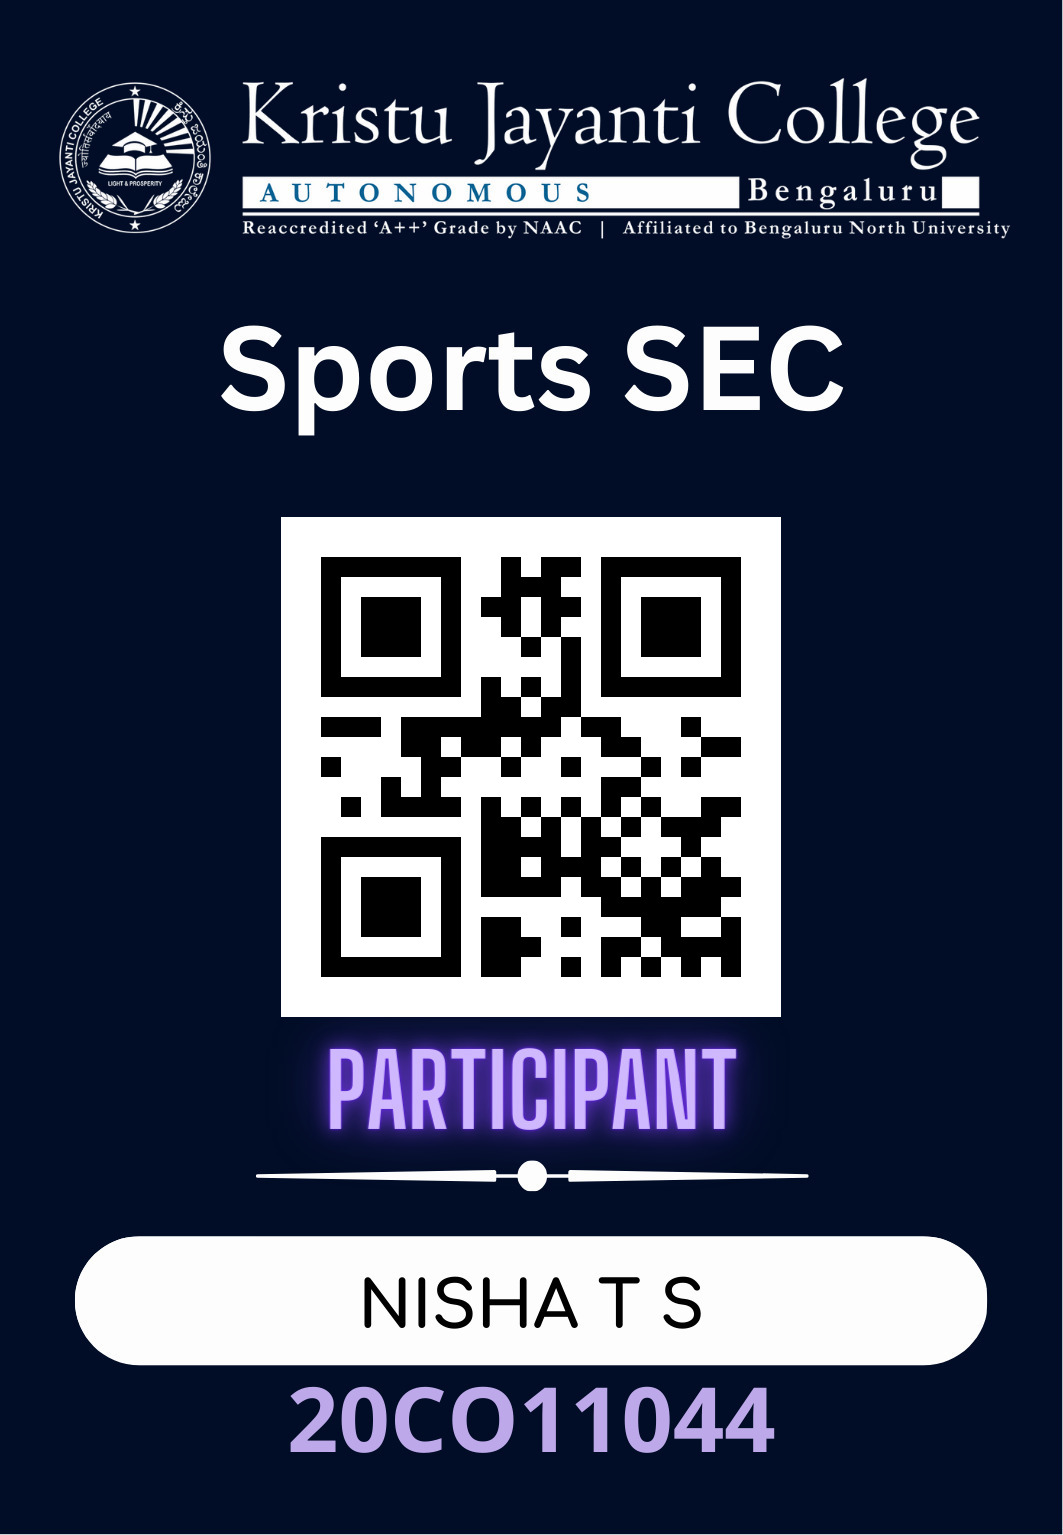 Kristu Jayanti College
AUTONOMOUS Bengaluru
Reaccredited ‘A++’ Grade by NAAC | Affiliated to Bengaluru North University
KRISTU JAYANTI COLLEGE
ಕ್ರಿಸ್ತು ಜಯಂತಿ ಕಾಲೇಜು
LIGHT & PROSPERITY
Sports SEC
PARTICIPANT
NISHA T S
20CO11044